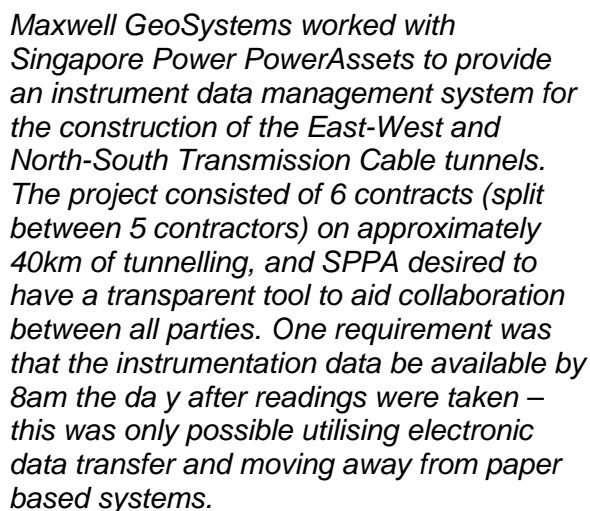 Maxwell GeoSystems worked with
Singapore Power PowerAssets to provide
an instrument data management system for
the construction of the East-West and
North-South Transmission Cable tunnels.
The project consisted of 6 contracts (split
between 5 contractors) on approximately
40km of tunnelling, and SPPA desired to
have a transparent tool to aid collaboration
between all parties. One requirement was
that the instrumentation data be available by
8am the da y after readings were taken –
this was only possible utilising electronic
data transfer and moving away from paper
based systems.